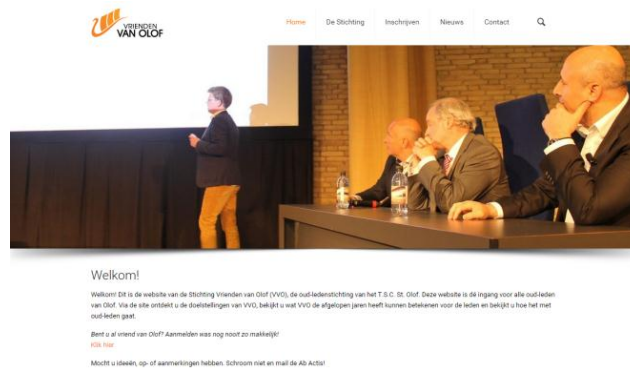 VRIENDEN
VAN OLOF
Home De Stichting Inschrijven Nieuws Contact
Welkom!
Welkom! Dit is de website van de Stichting Vrienden van Olof (VVO), de oud-ledenstichting van het T.S.C. St. Olof. Deze website is dé ingang voor alle oud-leden
van Olof. Via de site ontdekt u de doelstellingen van VVO, bekijkt u wat VVO de afgelopen jaren heeft kunnen betekenen voor de leden en bekijkt u hoe het met
oud-leden gaat.
Bent u al vriend van Olof? Aanmelden was nog nooit zo makkelijk!
Klik hier.
Mocht u ideeën, op- of aanmerkingen hebben. Schroom niet an mail de Ab Actis!